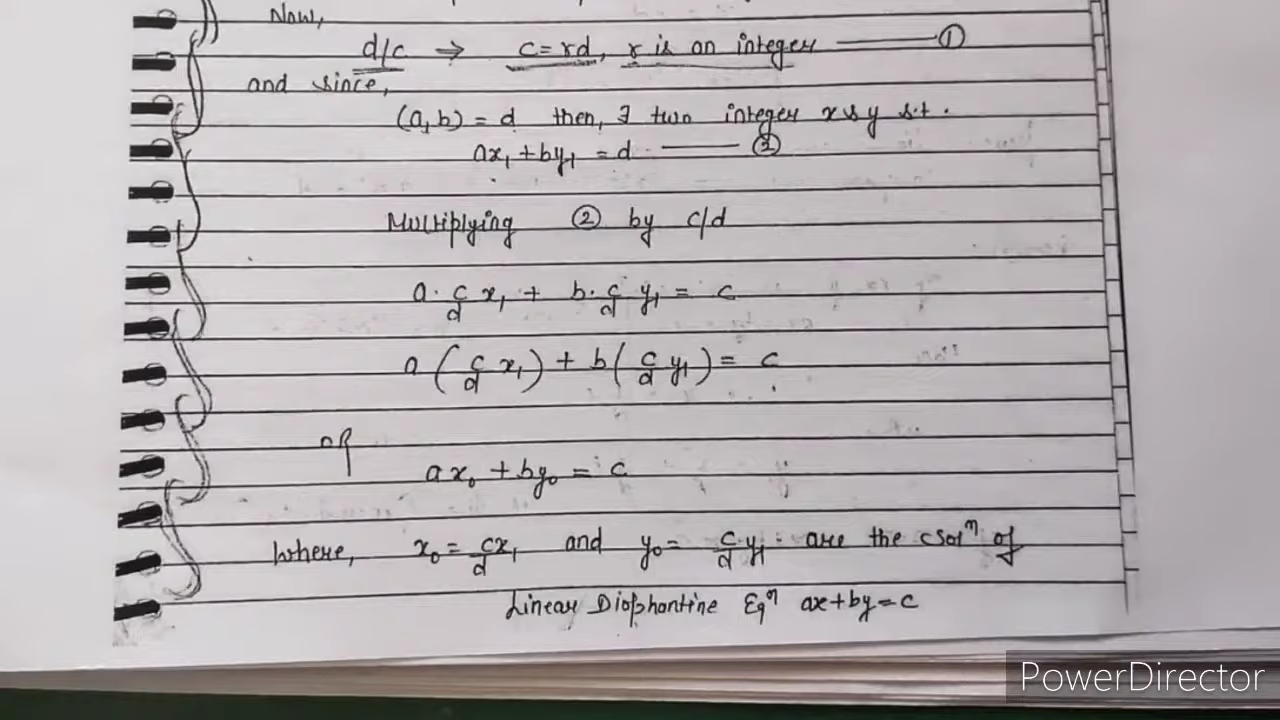 Now,
d/c → c = rd, r is an integer —— ①
and since,
(a,b) = d then, ∃ two integer x & y s.t.
ax₁ + by₁ = d —— ②
Multiplying ② by c/d
a · c/d x₁ + b · c/d y₁ = c
a (c/d x₁) + b (c/d y₁) = c
or
ax₀ + by₀ = c
Where, x₀ = cx₁/d and y₀ = c/d y₁ are the solⁿ of
Linear Diophantine Eqⁿ ax + by = c
PowerDirector